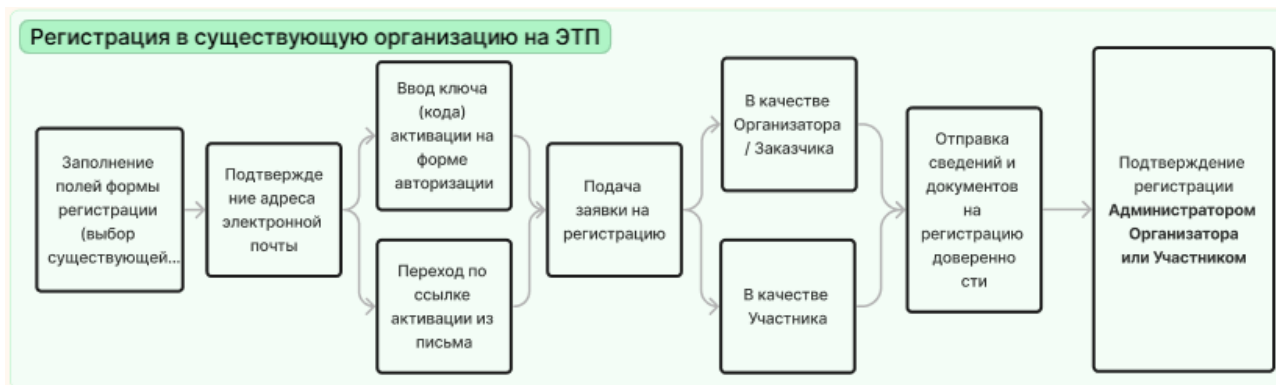 Регистрация в существующую организацию на ЭТП
Заполнение
полей формы
регистрации
(выбор
существующей...
Подтвержде
ние адреса
электронной
почты
Ввод ключа
(кода)
активации на
форме
авторизации
Переход по
ссылке
активации из
письма
Подача
заявки на
регистрацию
В качестве
Организатора
/ Заказчика
В качестве
Участника
Отправка
сведений и
документов
на
регистрацию
доверенно
сти
Подтверждение
регистрации
Администратором
Организатора
или Участником